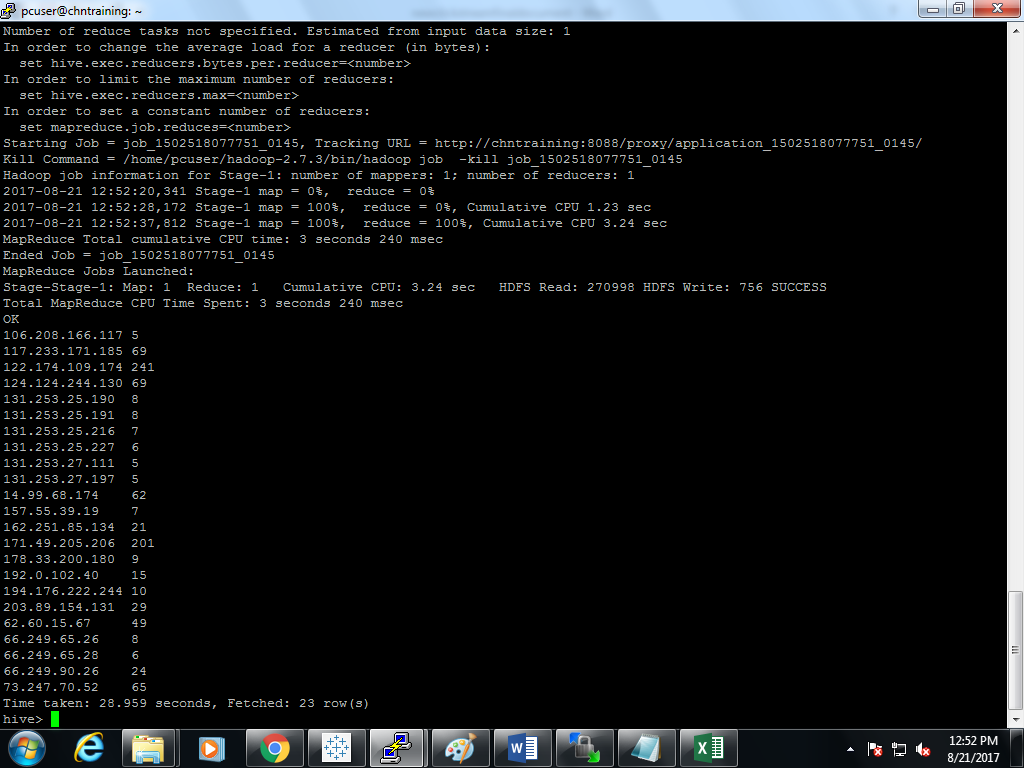 pcuser@chntraining: ~
Number of reduce tasks not specified. Estimated from input data size: 1
In order to change the average load for a reducer (in bytes):
  set hive.exec.reducers.bytes.per.reducer=<number>
In order to limit the maximum number of reducers:
  set hive.exec.reducers.max=<number>
In order to set a constant number of reducers:
  set mapreduce.job.reduces=<number>
Starting Job = job_1502518077751_0145, Tracking URL = http://chntraining:8088/proxy/application_1502518077751_0145/
Kill Command = /home/pcuser/hadoop-2.7.3/bin/hadoop job  -kill job_1502518077751_0145
Hadoop job information for Stage-1: number of mappers: 1; number of reducers: 1
2017-08-21 12:52:20,341 Stage-1 map = 0%,  reduce = 0%
2017-08-21 12:52:28,172 Stage-1 map = 100%,  reduce = 0%, Cumulative CPU 1.23 sec
2017-08-21 12:52:37,812 Stage-1 map = 100%,  reduce = 100%, Cumulative CPU 3.24 sec
MapReduce Total cumulative CPU time: 3 seconds 240 msec
Ended Job = job_1502518077751_0145
MapReduce Jobs Launched:
Stage-Stage-1: Map: 1  Reduce: 1   Cumulative CPU: 3.24 sec   HDFS Read: 270998 HDFS Write: 756 SUCCESS
Total MapReduce CPU Time Spent: 3 seconds 240 msec
OK
106.208.166.117 5
117.233.171.185 69
122.174.109.174 241
124.124.244.130 69
131.253.25.190  8
131.253.25.191  8
131.253.25.216  7
131.253.25.227  6
131.253.27.111  5
131.253.27.197  5
14.99.68.174    62
157.55.39.19    7
162.251.85.134  21
171.49.205.206  201
178.33.200.180  9
192.0.102.40    15
194.176.222.244 10
203.89.154.131  29
62.60.15.67     49
66.249.65.26    8
66.249.65.28    6
66.249.90.26    24
73.247.70.52    65
Time taken: 28.959 seconds, Fetched: 23 row(s)
hive>
12:52 PM
8/21/2017